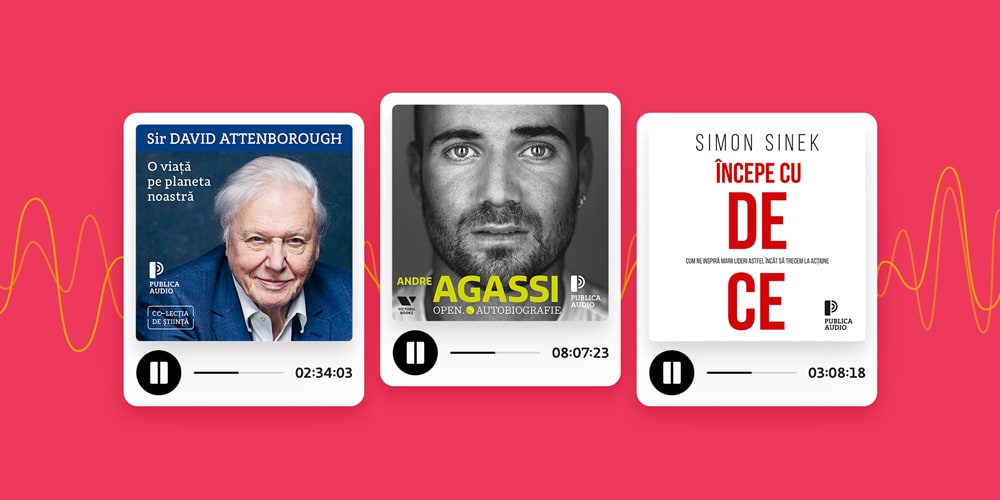 Sir DAVID ATTENBOROUGH
O viață
pe planeta
noastră
PUBLICA
AUDIO
CO-LECȚIA
DE ȘTIINȚĂ
02:34:03
ANDRE
AGASSI
OPEN. AUTOBIOGRAFIE
VICTORIA
BOOKS
PUBLICA
AUDIO
08:07:23
SIMON SINEK
ÎNCEPE CU
DE
CUM NE INSPIRĂ MARII LIDERI ASTFEL ÎNCÂT SĂ TRECEM LA ACȚIUNE
CE
PUBLICA
AUDIO
03:08:18